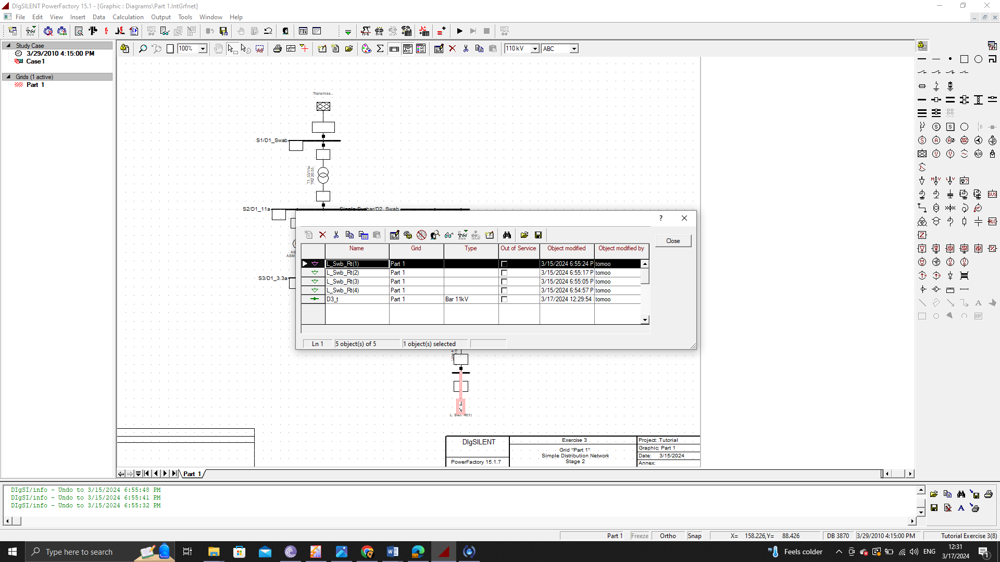 DIgSILENT PowerFactory 15.1 - [Graphic : Diagrams\Part 1.IntGrfnet]
File Edit View Insert Data Calculation Output Tools Window Help
100%
110 kV
ABC
Study Case
3/29/2010 4:15:00 PM
Case1
Grids (1 active)
Part 1
Transmiss..
S1/D1_Swab
T1_33/11a
TR2 20;33..
S2/D1_11a
Single Busbar/D2_Swab
AS
ASM
S3/D1_3.3a
? 
Close
Name Grid Type Out of Service Object modified Object modified by
L_Swb_Rt(1) Part 1 3/15/2024 6:55:24 P tomoo
L_Swb_Rt(2) Part 1 3/15/2024 6:55:17 P tomoo
L_Swb_Rt(3) Part 1 3/15/2024 6:55:05 P tomoo
L_Swb_Rt(4) Part 1 3/15/2024 6:54:57 P tomoo
D3_t Part 1 Bar 11kV 3/17/2024 12:29:54 tomoo
Ln 1 5 object(s) of 5 1 object(s) selected
L_Swb_Rt(1)
DIgSILENT
PowerFactory 15.1.7
Exercise 3
Grid "Part 1"
Simple Distribution Network
Stage 2
Project: Tutorial
Graphic: Part 1
Date: 3/15/2024
Annex:
Part 1
DIgSI/info - Undo to 3/15/2024 6:55:48 PM
DIgSI/info - Undo to 3/15/2024 6:55:41 PM
DIgSI/info - Undo to 3/15/2024 6:55:32 PM
Part 1 Freeze Ortho Snap X= 158.226,Y= 88.426 DB 3870 3/29/2010 4:15:00 PM Tutorial Exercise 3(8)
Type here to search
Feels colder
ENG
12:31
3/17/2024
1